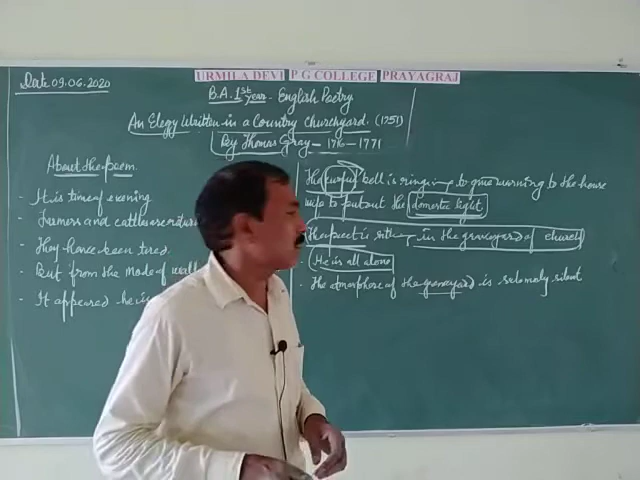 Date 09.06.2020
URMILA DEVI P G COLLEGE PRAYAGRAJ
B.A. 1st year - English Poetry
An Elegy Written in a Country Churchyard. (1751)
By Thomas Gray - 1716 - 1771
About the Poem.
- It is time of evening
- Farmers and cattle are
- They have been tired
- But from the mode of
- It appeared he is
The curfew bell is ringing to give warning to the house
to put out the domestic light
The poet is sitting in the graveyard of church
- He is all alone
- The atmosphere of the graveyard is solemnly silent